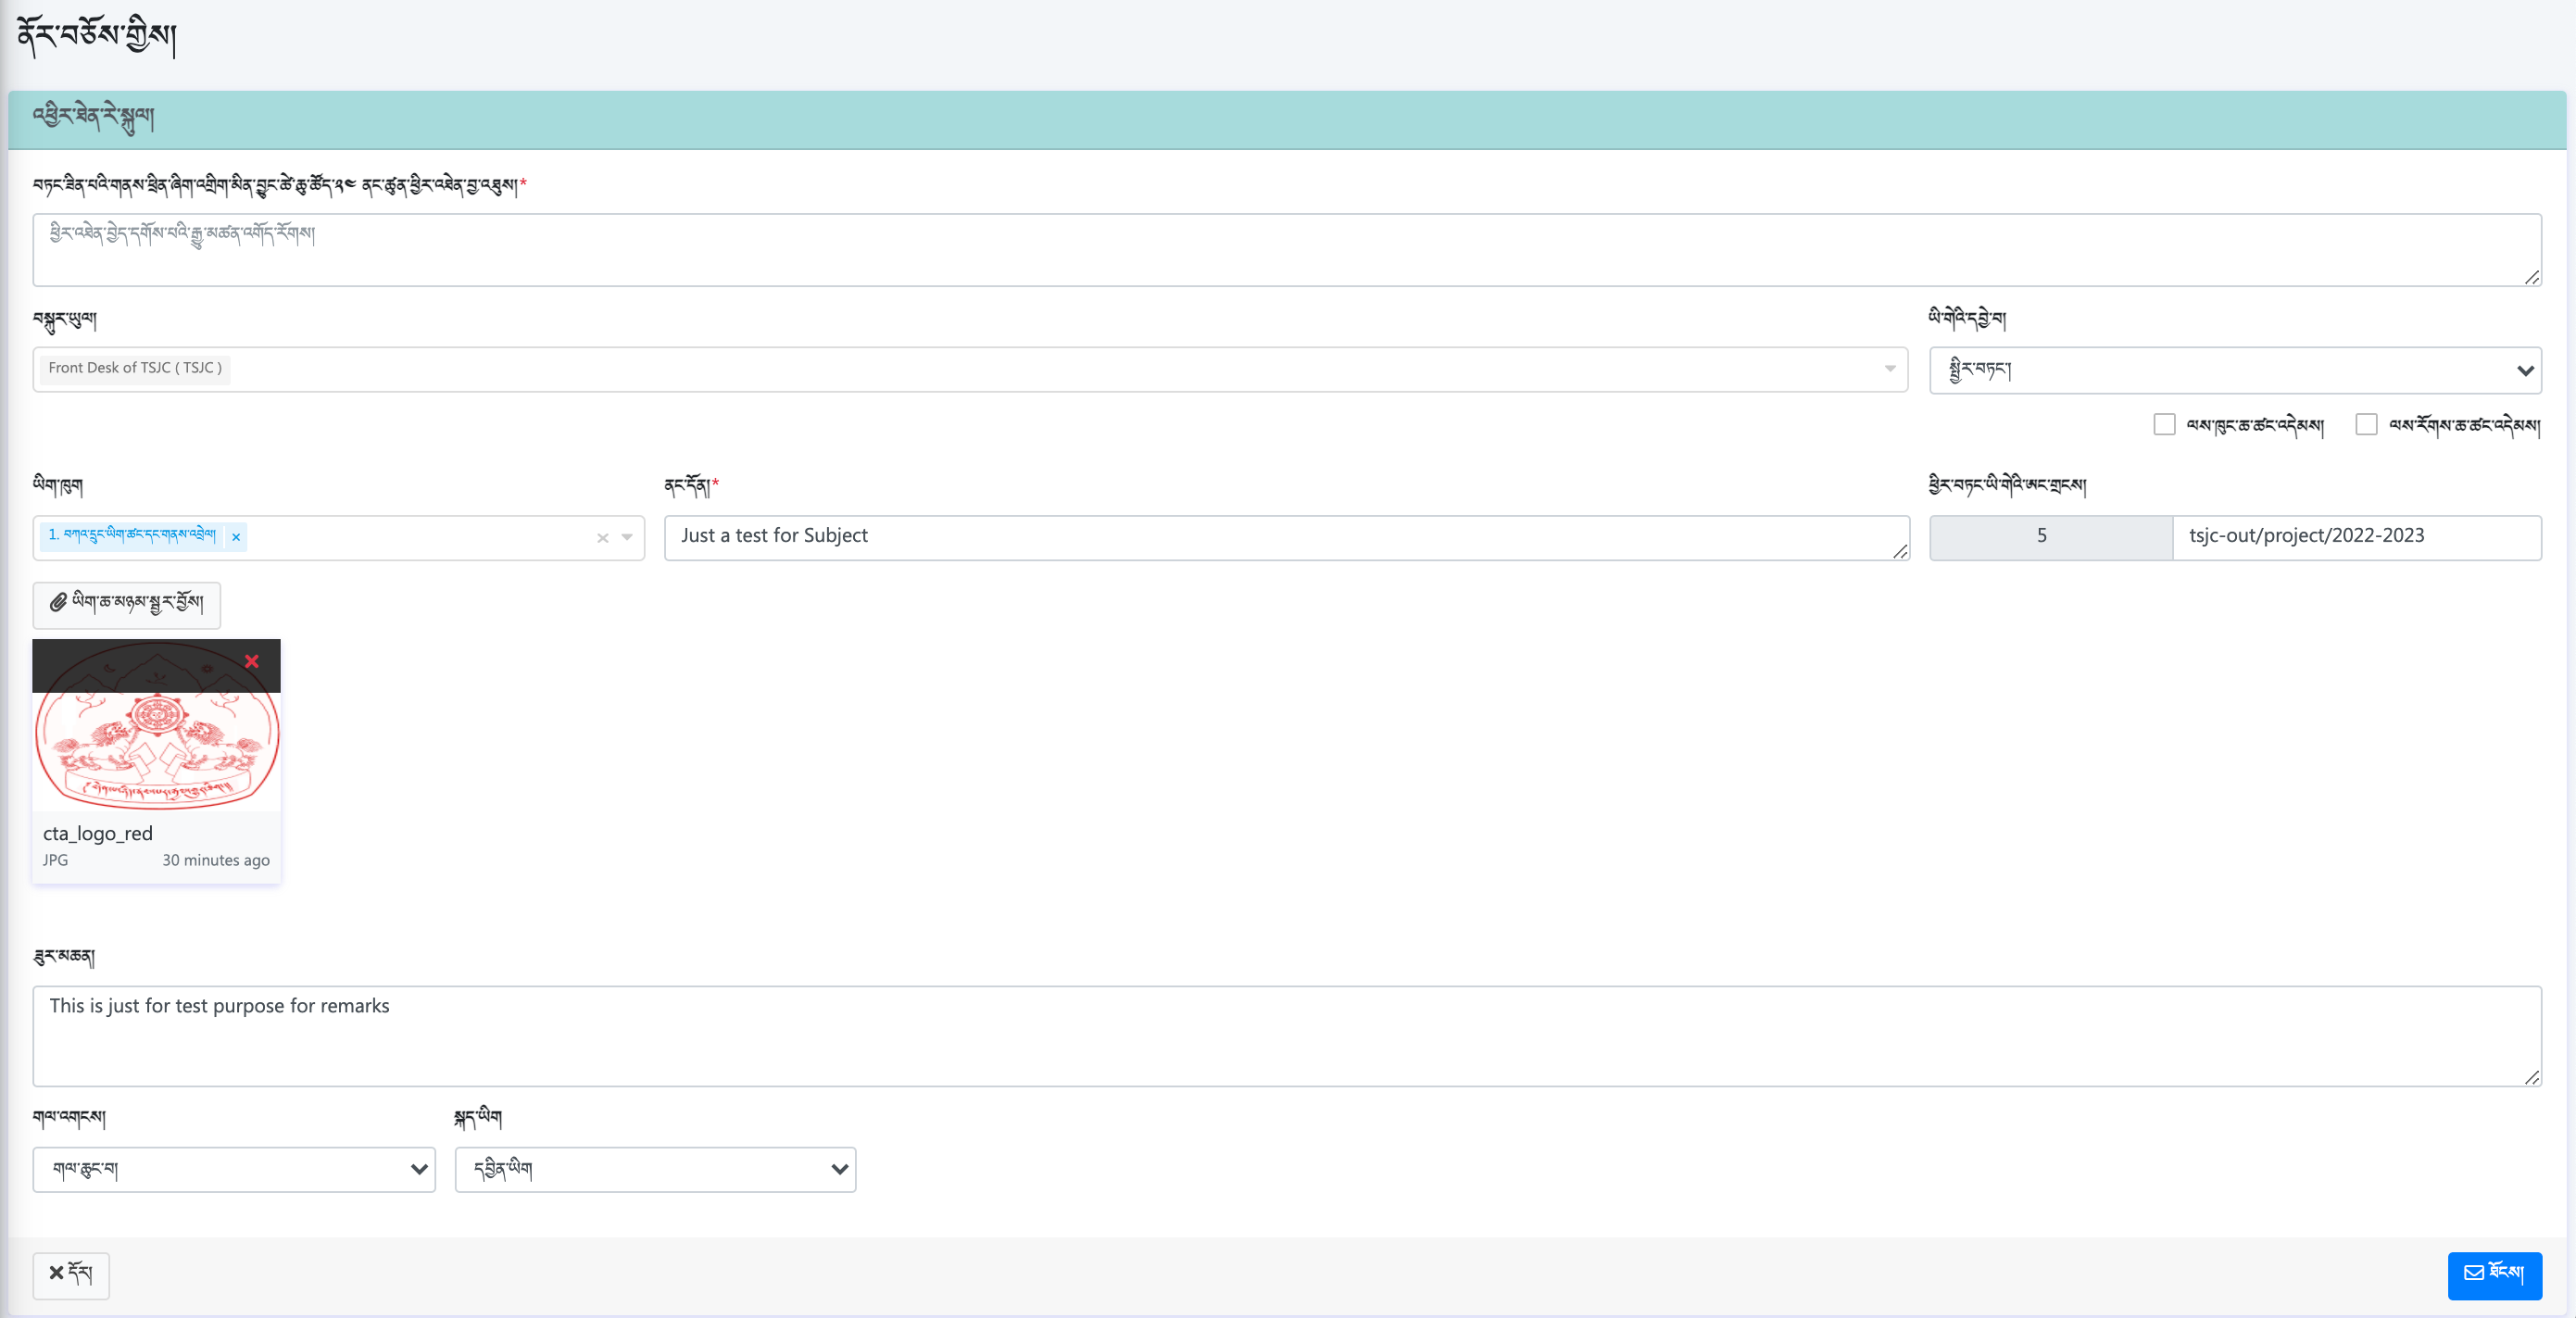 ནོར་བཅོས་གྱིས།
འཕྱིར་ཐེན་རེ་སྐུལ།
བཏང་ཟིན་པའི་གནས་ཕྲིན་ཞིག་འགྲིག་མིན་བྱུང་ཚེ་ཆུ་ཚོད་༢༤ ནང་ཚུན་ཕྱིར་འཐེན་བྱ་འཐུས།*
ཕྱིར་འཐེན་བྱེད་དགོས་པའི་རྒྱུ་མཚན་འགོད་རོགས།
བསྐུར་ཡུལ།
ཡི་གེའི་དབྱེ་བ།
Front Desk of TSJC ( TSJC )
སྤྱིར་བཏང་།
ལས་ཁུང་ཆ་ཚང་འདེམས།
ལས་རོགས་ཆ་ཚང་འདེམས།
ཡིག་ཁུག
ནང་དོན།*
ཕྱིར་བཏང་ཡི་གེའི་ཨང་གྲངས།
1. བཀའ་དྲུང་ཡིག་ཚང་དང་གནས་འབྲེལ། ×
Just a test for Subject
5
tsjc-out/project/2022-2023
ཡིག་ཆ་མཉམ་སྦྱར་བྱོས།
cta_logo_red
JPG
30 minutes ago
ཟུར་མཆན།
This is just for test purpose for remarks
གལ་འགངས།
སྐད་ཡིག
གལ་ཆུང་བ།
དབྱིན་ཡིག
དོར།
ཐོངས།